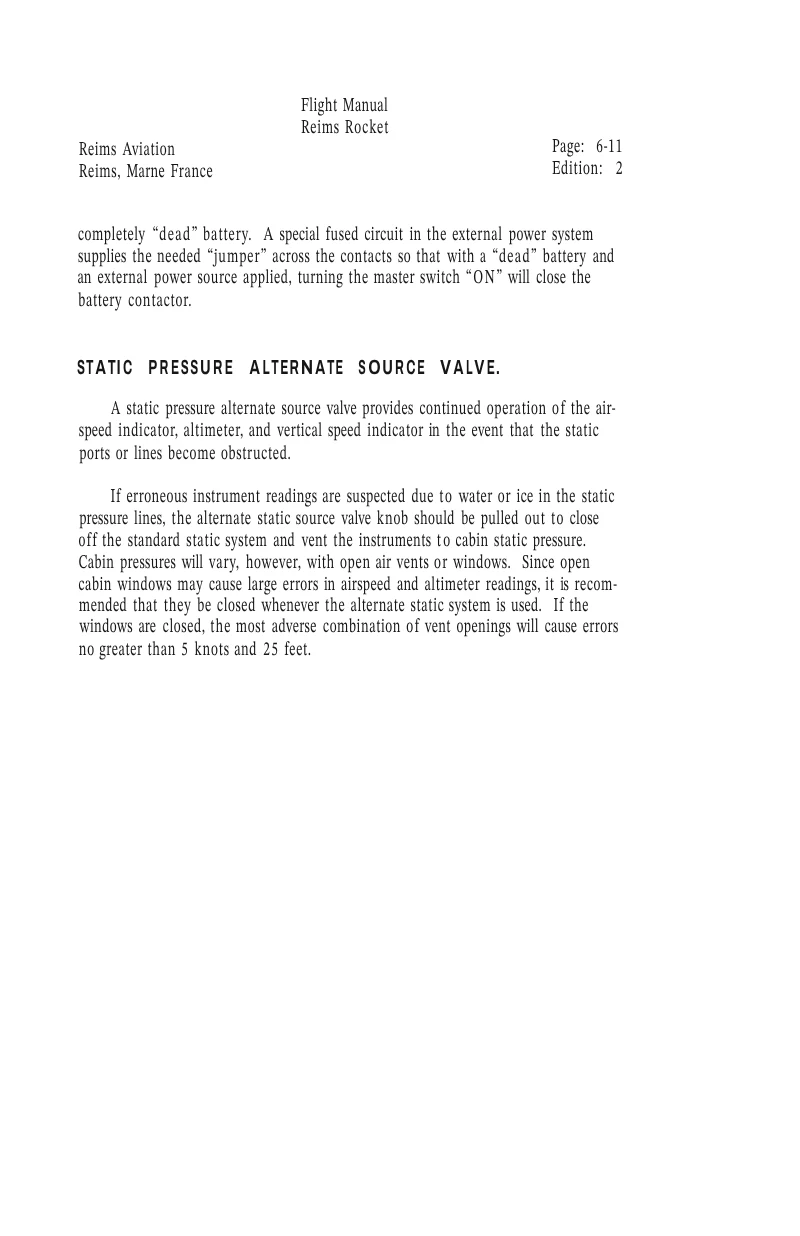 Flight Manual
Reims Rocket
Reims Aviation
Reims, Marne France
Page: 6-11
Edition: 2
completely “dead” battery. A special fused circuit in the external power system
supplies the needed “jumper” across the contacts so that with a “dead” battery and
an external power source applied, turning the master switch “ON” will close the
battery contactor.
STATIC PRESSURE ALTERNATE SOURCE VALVE.
A static pressure alternate source valve provides continued operation of the air-
speed indicator, altimeter, and vertical speed indicator in the event that the static
ports or lines become obstructed.
If erroneous instrument readings are suspected due to water or ice in the static
pressure lines, the alternate static source valve knob should be pulled out to close
off the standard static system and vent the instruments to cabin static pressure.
Cabin pressures will vary, however, with open air vents or windows. Since open
cabin windows may cause large errors in airspeed and altimeter readings, it is recom-
mended that they be closed whenever the alternate static system is used. If the
windows are closed, the most adverse combination of vent openings will cause errors
no greater than 5 knots and 25 feet.